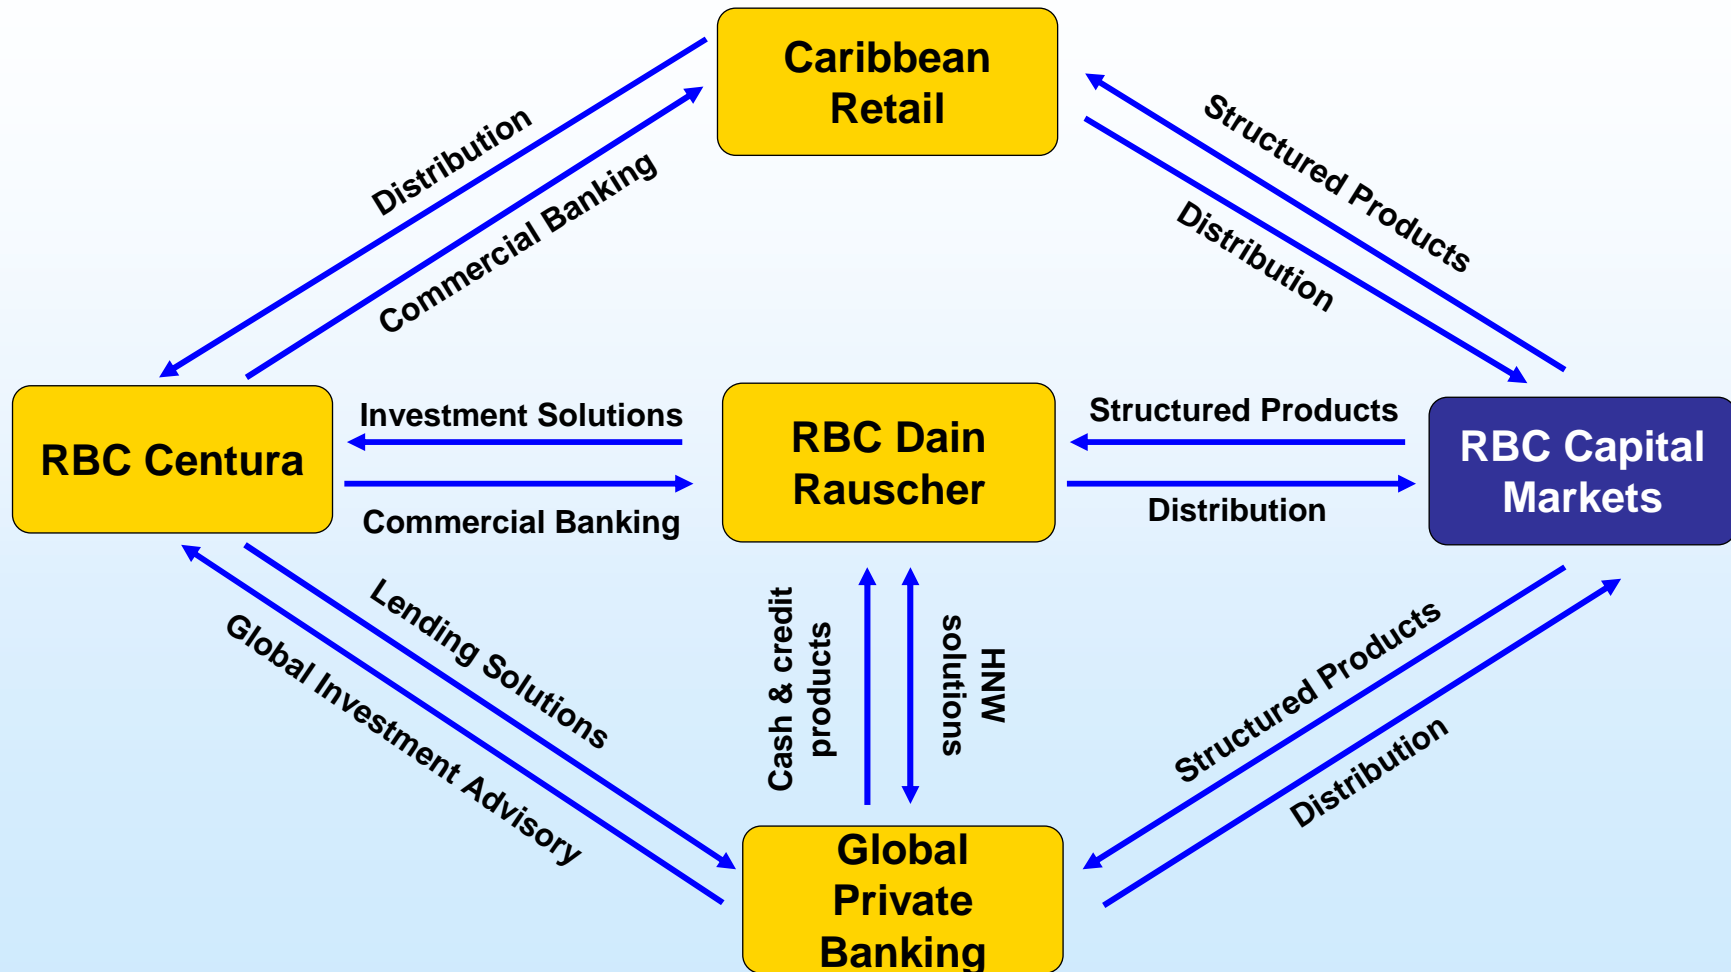 Caribbean
Retail
Distribution
Commercial Banking
Structured Products
Distribution
RBC Centura
Investment Solutions
Commercial Banking
RBC Dain
Rauscher
Structured Products
Distribution
RBC Capital
Markets
Lending Solutions
Global Investment Advisory
Cash & credit
products
HNW
solutions
Structured Products
Distribution
Global
Private
Banking